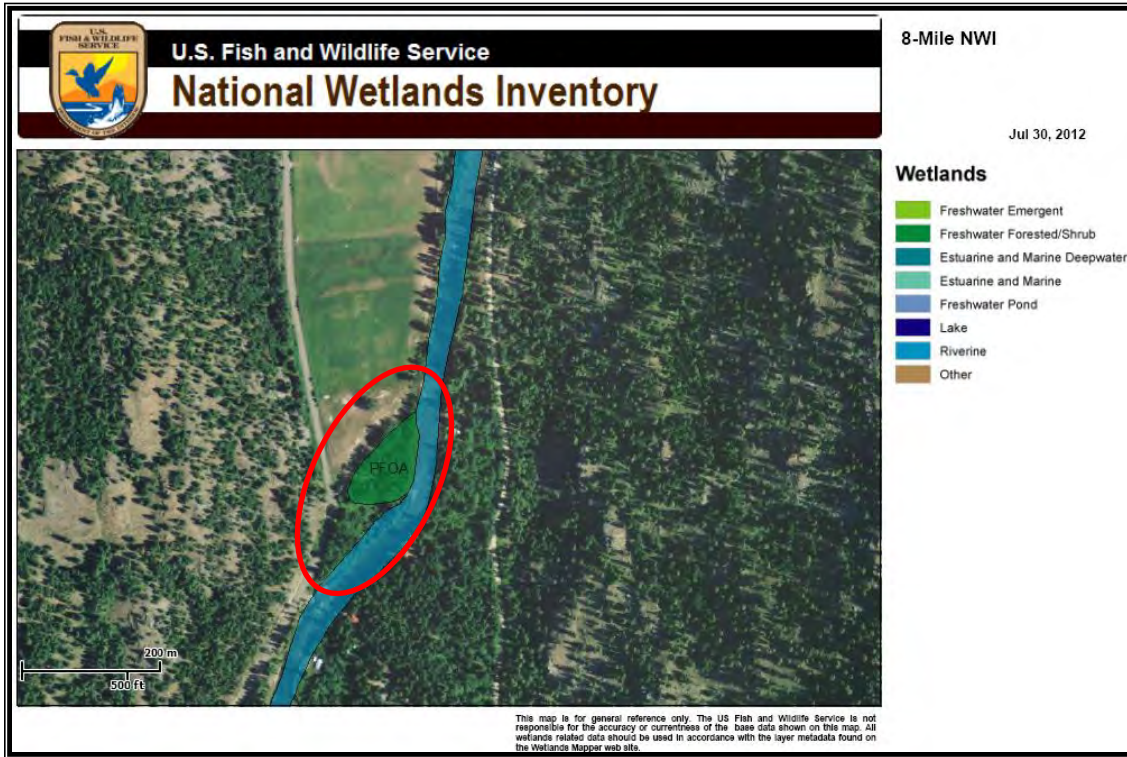 U.S.
FISH & WILDLIFE
SERVICE
DEPARTMENT OF THE INTERIOR
U.S. Fish and Wildlife Service
National Wetlands Inventory
8-Mile NWI
Jul 30, 2012
Wetlands
Freshwater Emergent
Freshwater Forested/Shrub
Estuarine and Marine Deepwater
Estuarine and Marine
Freshwater Pond
Lake
Riverine
Other
PFOA
200 m
500 ft
This map is for general reference only. The US Fish and Wildlife Service is not
responsible for the accuracy or currentness of the base data shown on this map. All
wetlands related data should be used in accordance with the layer metadata found on
the Wetlands Mapper web site.